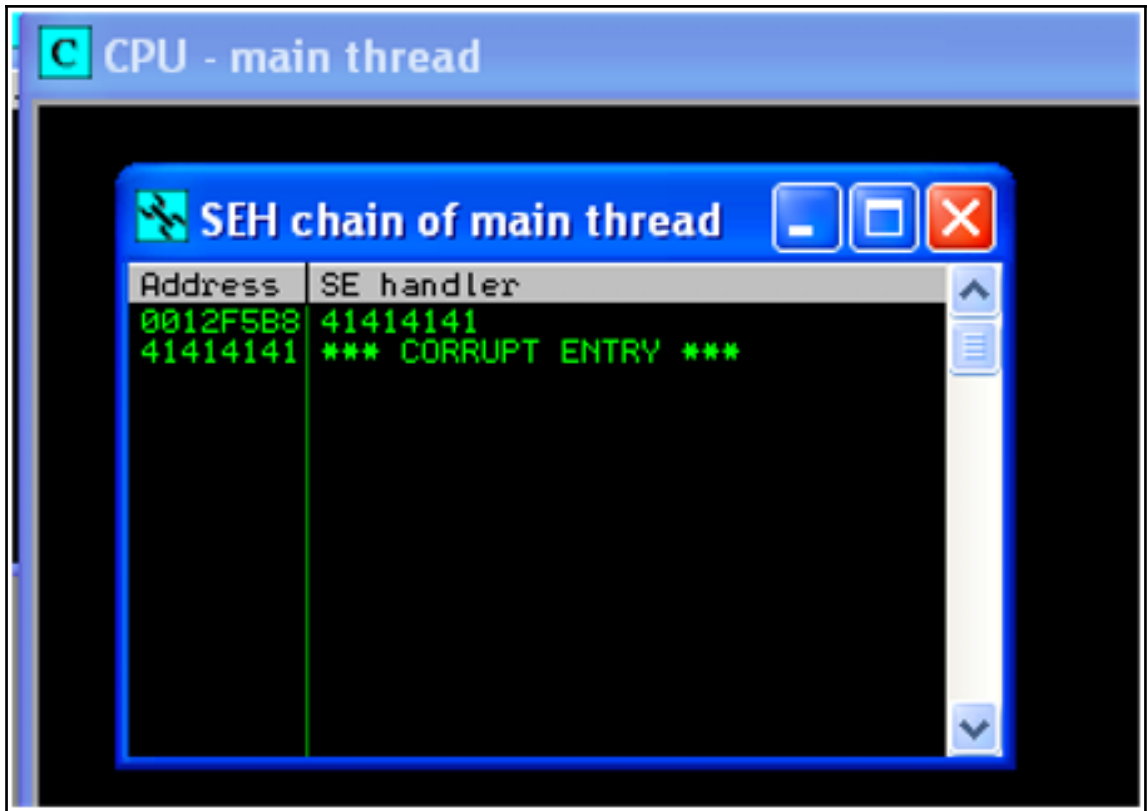 C CPU - main thread
SEH chain of main thread
Address SE handler
0012F5B8 41414141
41414141 *** CORRUPT ENTRY ***